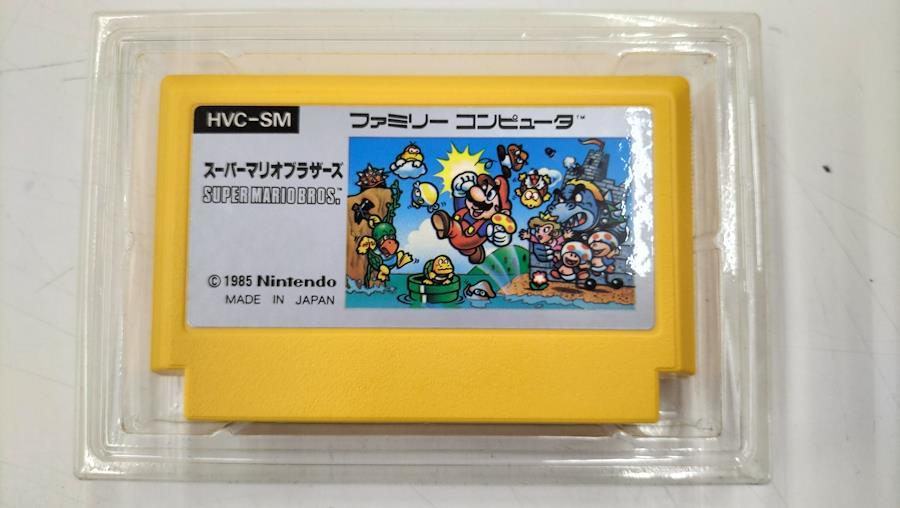 HVC-SM
ファミリー コンピュータ™
スーパーマリオブラザーズ
SUPER MARIO BROS.™
©1985 Nintendo
MADE IN JAPAN